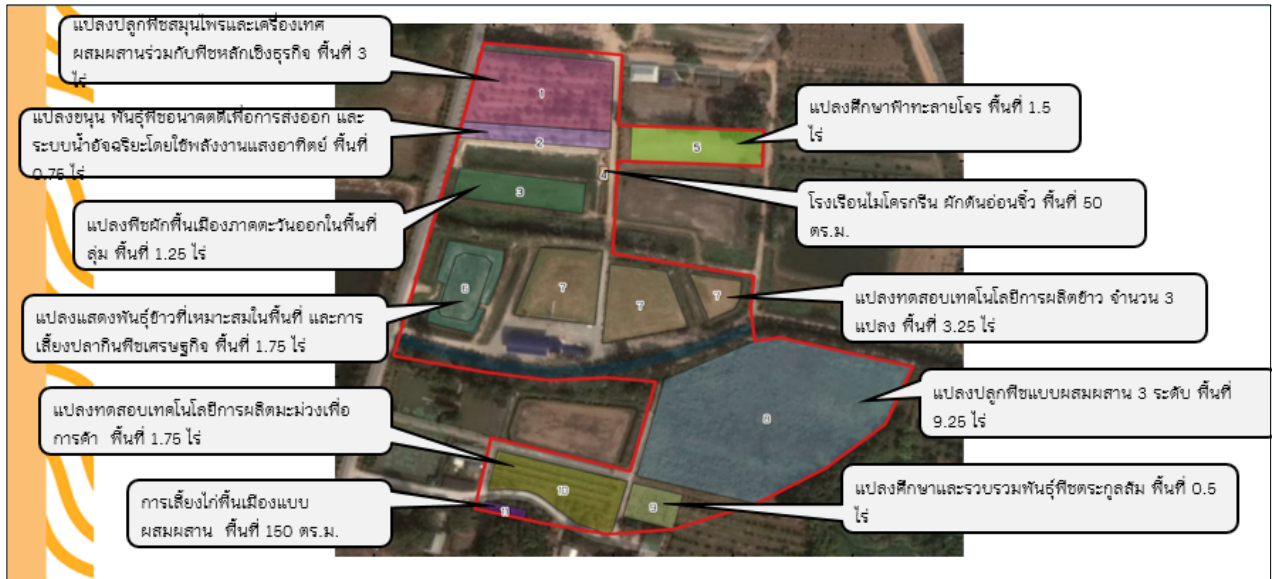 แปลงปลูกพืชสมุนไพรและเครื่องเทศ
ผสมผสานร่วมกับพืชหลักเชิงธุรกิจ พื้นที่ 3
ไร่
แปลงขนุน พันธุ์พืชอนาคตดีเพื่อการส่งออก และ
ระบบน้ำอัจฉริยะโดยใช้พลังงานแสงอาทิตย์ พื้นที่
0.75 ไร่
แปลงพืชผักพื้นเมืองภาคตะวันออกในพื้นที่
ลุ่ม พื้นที่ 1.25 ไร่
แปลงแสดงพันธุ์ข้าวที่เหมาะสมในพื้นที่ และการ
เลี้ยงปลากินพืชเศรษฐกิจ พื้นที่ 1.75 ไร่
แปลงทดสอบเทคโนโลยีการผลิตมะม่วงเพื่อ
การค้า พื้นที่ 1.75 ไร่
การเลี้ยงไก่พื้นเมืองแบบ
ผสมผสาน พื้นที่ 150 ตร.ม.
แปลงศึกษาฟ้าทะลายโจร พื้นที่ 1.5
ไร่
โรงเรือนไมโครกรีน ผักต้นอ่อนจิ๋ว พื้นที่ 50
ตร.ม.
แปลงทดสอบเทคโนโลยีการผลิตข้าว จำนวน 3
แปลง พื้นที่ 3.25 ไร่
แปลงปลูกพืชแบบผสมผสาน 3 ระดับ พื้นที่
9.25 ไร่
แปลงศึกษาและรวบรวมพันธุ์พืชตระกูลส้ม พื้นที่ 0.5
ไร่
1
2
5
4
3
6
7
7
7
8
10
9
11